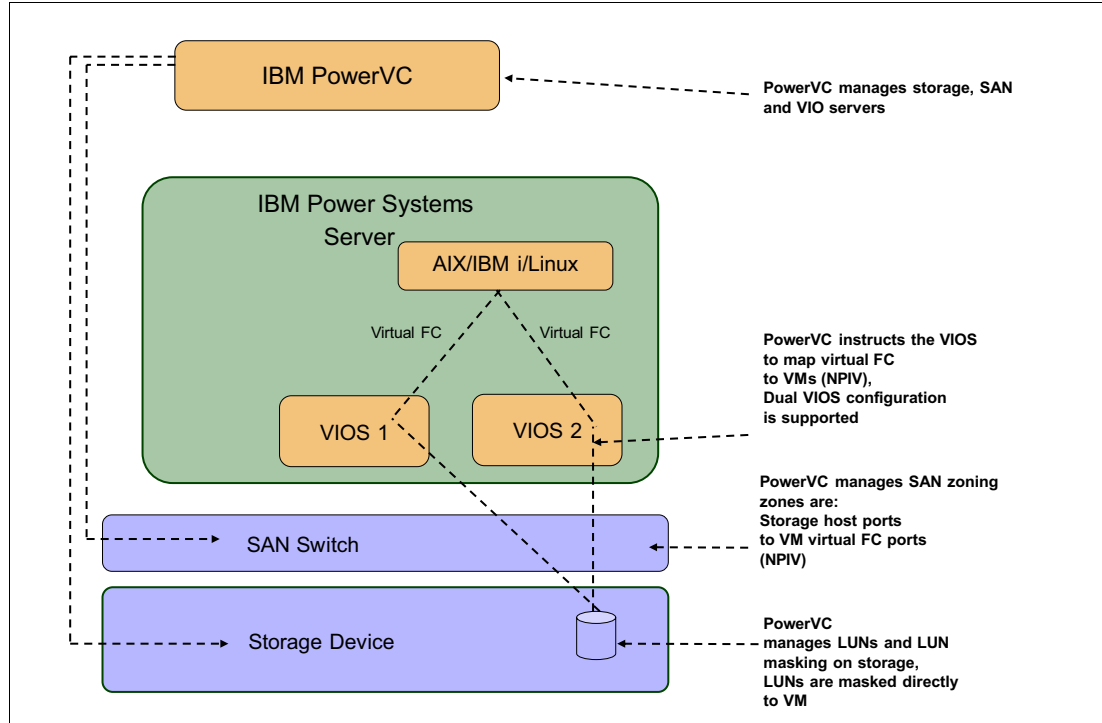 IBM PowerVC
PowerVC manages storage, SAN
and VIO servers
IBM Power Systems
Server
AIX/IBM i/Linux
Virtual FC
Virtual FC
VIOS 1
VIOS 2
PowerVC instructs the VIOS
to map virtual FC
to VMs (NPIV),
Dual VIOS configuration
is supported
PowerVC manages SAN zoning
zones are:
Storage host ports
to VM virtual FC ports
(NPIV)
SAN Switch
Storage Device
PowerVC
manages LUNs and LUN
masking on storage,
LUNs are masked directly
to VM